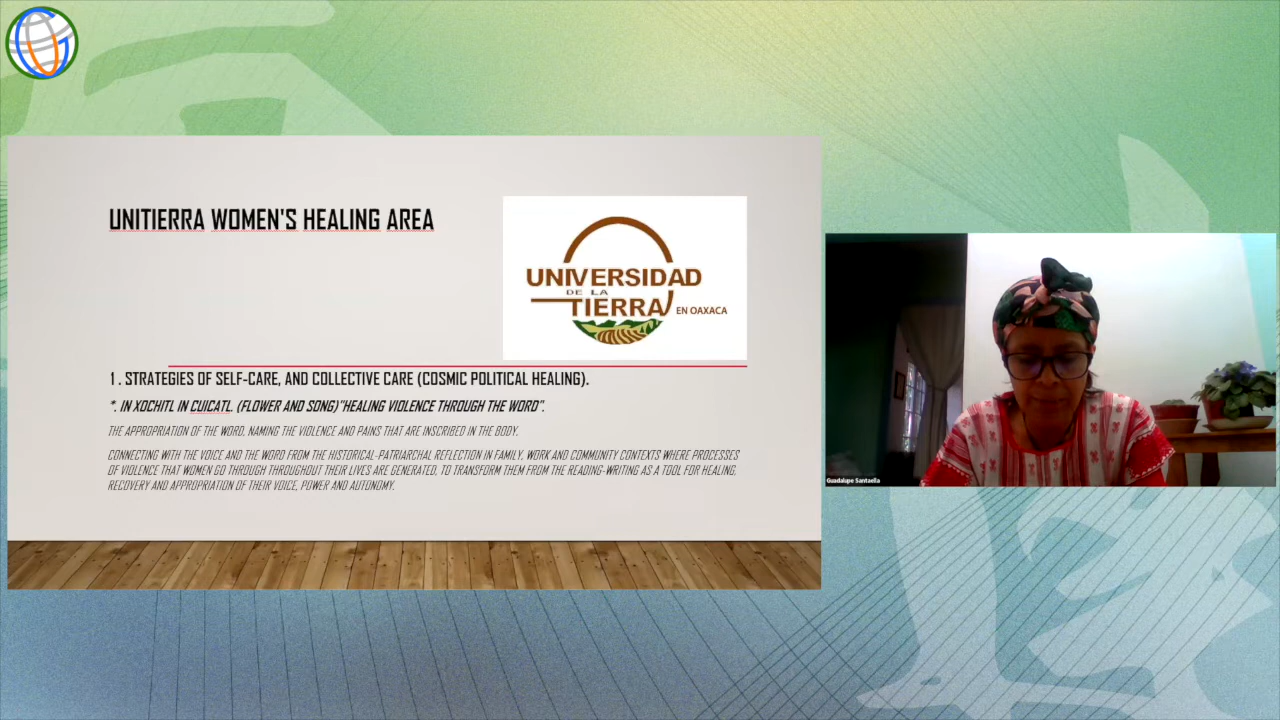 UNITIERRA WOMEN'S HEALING AREA
UNIVERSIDAD
DE LA
TIERRA
EN OAXACA
1. STRATEGIES OF SELF-CARE, AND COLLECTIVE CARE (COSMIC POLITICAL HEALING).
*. IN XOCHITL IN CUICATL. (FLOWER AND SONG)"HEALING VIOLENCE THROUGH THE WORD".
THE APPROPRIATION OF THE WORD, NAMING THE VIOLENCE AND PAINS THAT ARE INSCRIBED IN THE BODY.
CONNECTING WITH THE VOICE AND THE WORD FROM THE HISTORICAL-PATRIARCHAL REFLECTION IN FAMILY, WORK AND COMMUNITY CONTEXTS WHERE PROCESSES
OF VIOLENCE THAT WOMEN GO THROUGH THROUGHOUT THEIR LIVES ARE GENERATED, TO TRANSFORM THEM FROM THE READING-WRITING AS A TOOL FOR HEALING,
RECOVERY AND APPROPRIATION OF THEIR VOICE, POWER AND AUTONOMY.
Guadalupe Santaella